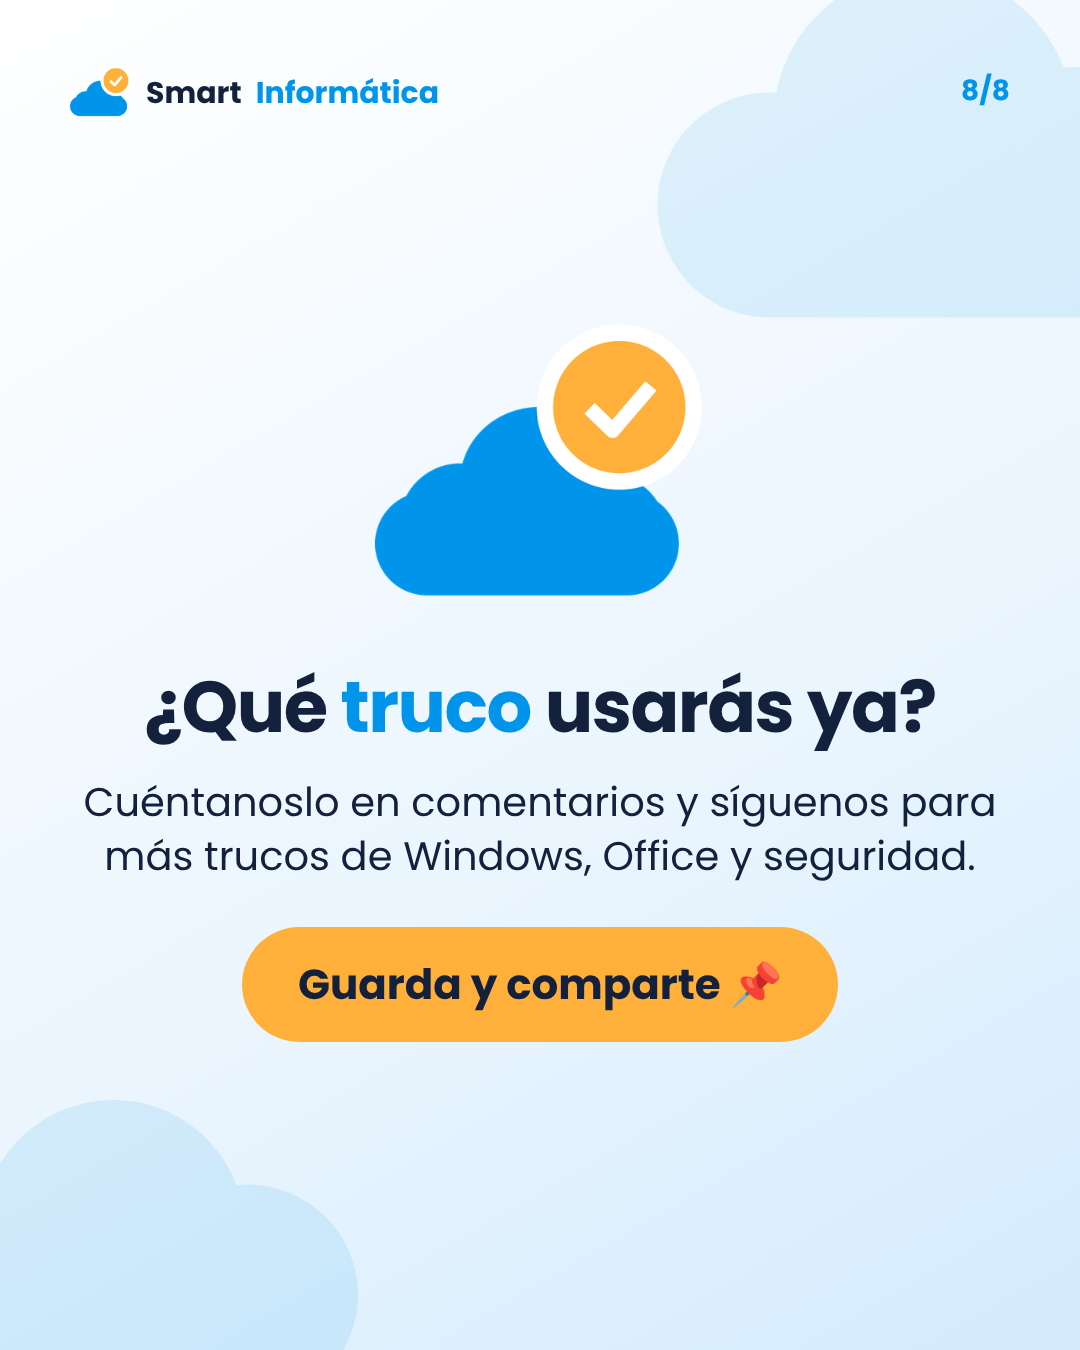 Smart Informática
8/8
¿Qué truco usarás ya?
Cuéntanoslo en comentarios y síguenos para
más trucos de Windows, Office y seguridad.
Guarda y comparte 📌